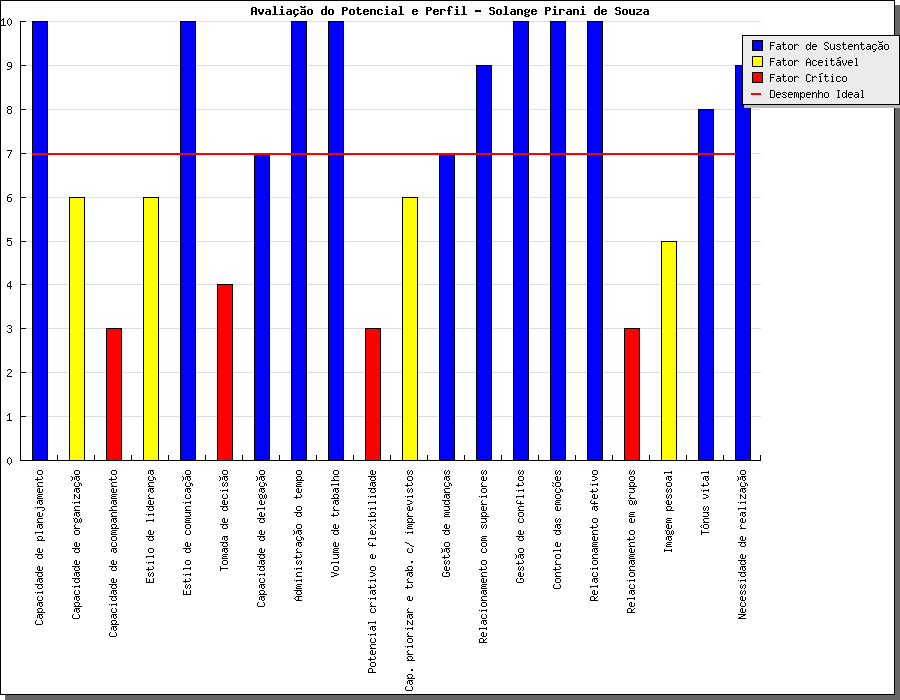 Avaliação do Potencial e Perfil - Solange Pirani de Souza
Fator de Sustentação
Fator Aceitável
Fator Crítico
Desempenho Ideal
10
9
8
7
6
5
4
3
2
1
0
Capacidade de planejamento
Capacidade de organização
Capacidade de acompanhamento
Estilo de liderança
Estilo de comunicação
Tomada de decisão
Capacidade de delegação
Administração do tempo
Volume de trabalho
Potencial criativo e flexibilidade
Cap. priorizar e trab. c/ imprevistos
Gestão de mudanças
Relacionamento com superiores
Gestão de conflitos
Controle das emoções
Relacionamento afetivo
Relacionamento em grupos
Imagem pessoal
Tônus vital
Necessidade de realização